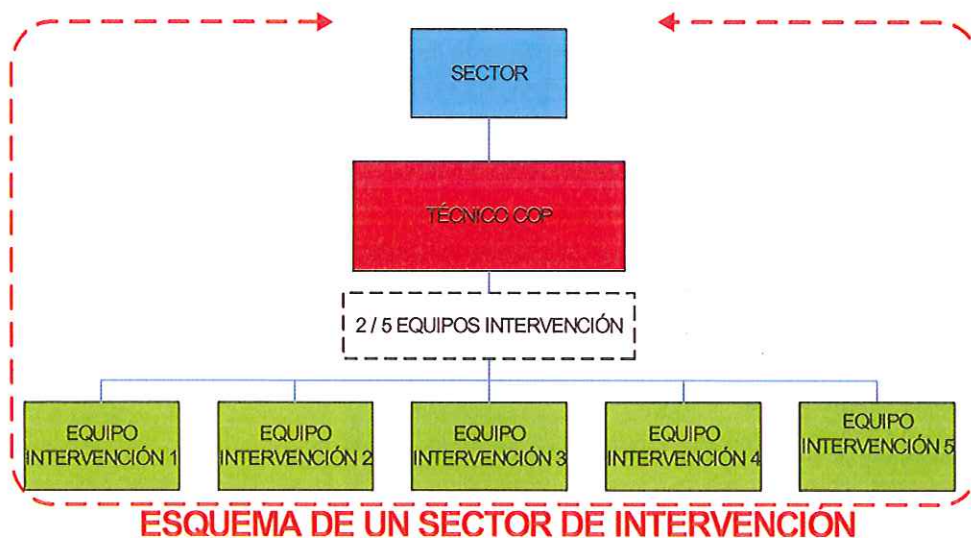 SECTOR
TÉCNICO COP
2 / 5 EQUIPOS INTERVENCIÓN
EQUIPO
INTERVENCIÓN 1
EQUIPO
INTERVENCIÓN 2
EQUIPO
INTERVENCIÓN 3
EQUIPO
INTERVENCIÓN 4
EQUIPO
INTERVENCIÓN 5
ESQUEMA DE UN SECTOR DE INTERVENCIÓN